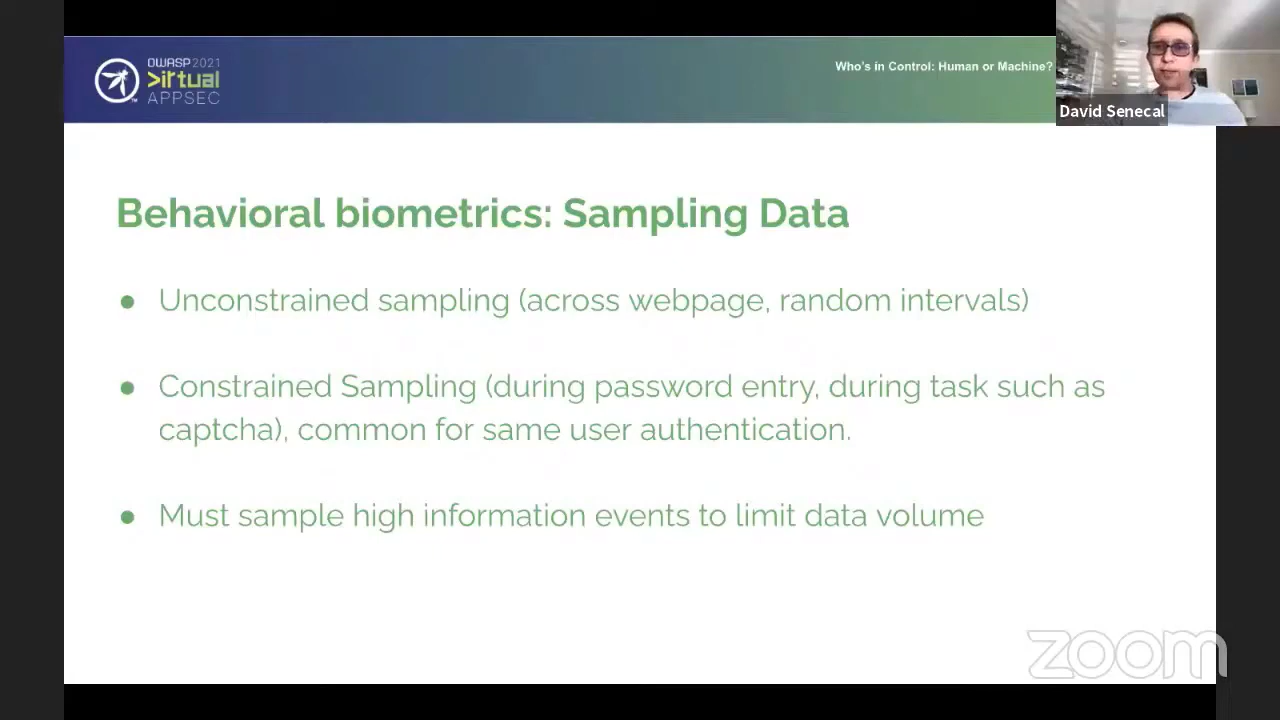 OWASP 2021
>irtual
APPSEC
Who's in Control: Human or Machine?
David Senecal
Behavioral biometrics: Sampling Data
● Unconstrained sampling (across webpage, random intervals)
● Constrained Sampling (during password entry, during task such as
captcha), common for same user authentication.
● Must sample high information events to limit data volume
zoom